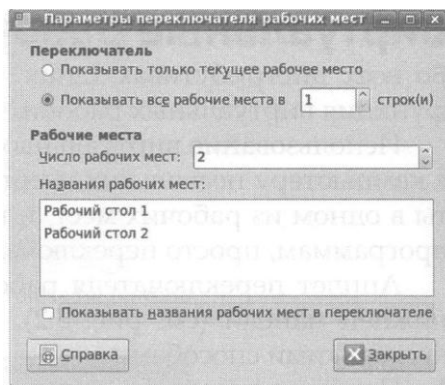 Параметры переключателя рабочих мест
Переключатель
Показывать только текущее рабочее место
Показывать все рабочие места в 1 строк(и)
Рабочие места
Число рабочих мест: 2
Названия рабочих мест:
Рабочий стол 1
Рабочий стол 2
Показывать названия рабочих мест в переключателе
Справка
Закрыть